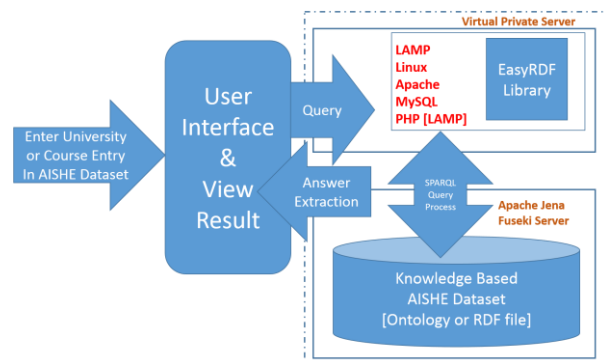 Virtual Private Server
LAMP
Linux
Apache
MySQL
PHP [LAMP]
EasyRDF
Library
User
Interface
&
View
Result
Query
Enter University
or Course Entry
In AISHE Dataset
Answer
Extraction
SPARQL
Query
Process
Apache Jena
Fuseki Server
Knowledge Based
AISHE Dataset
[Ontology or RDF file]